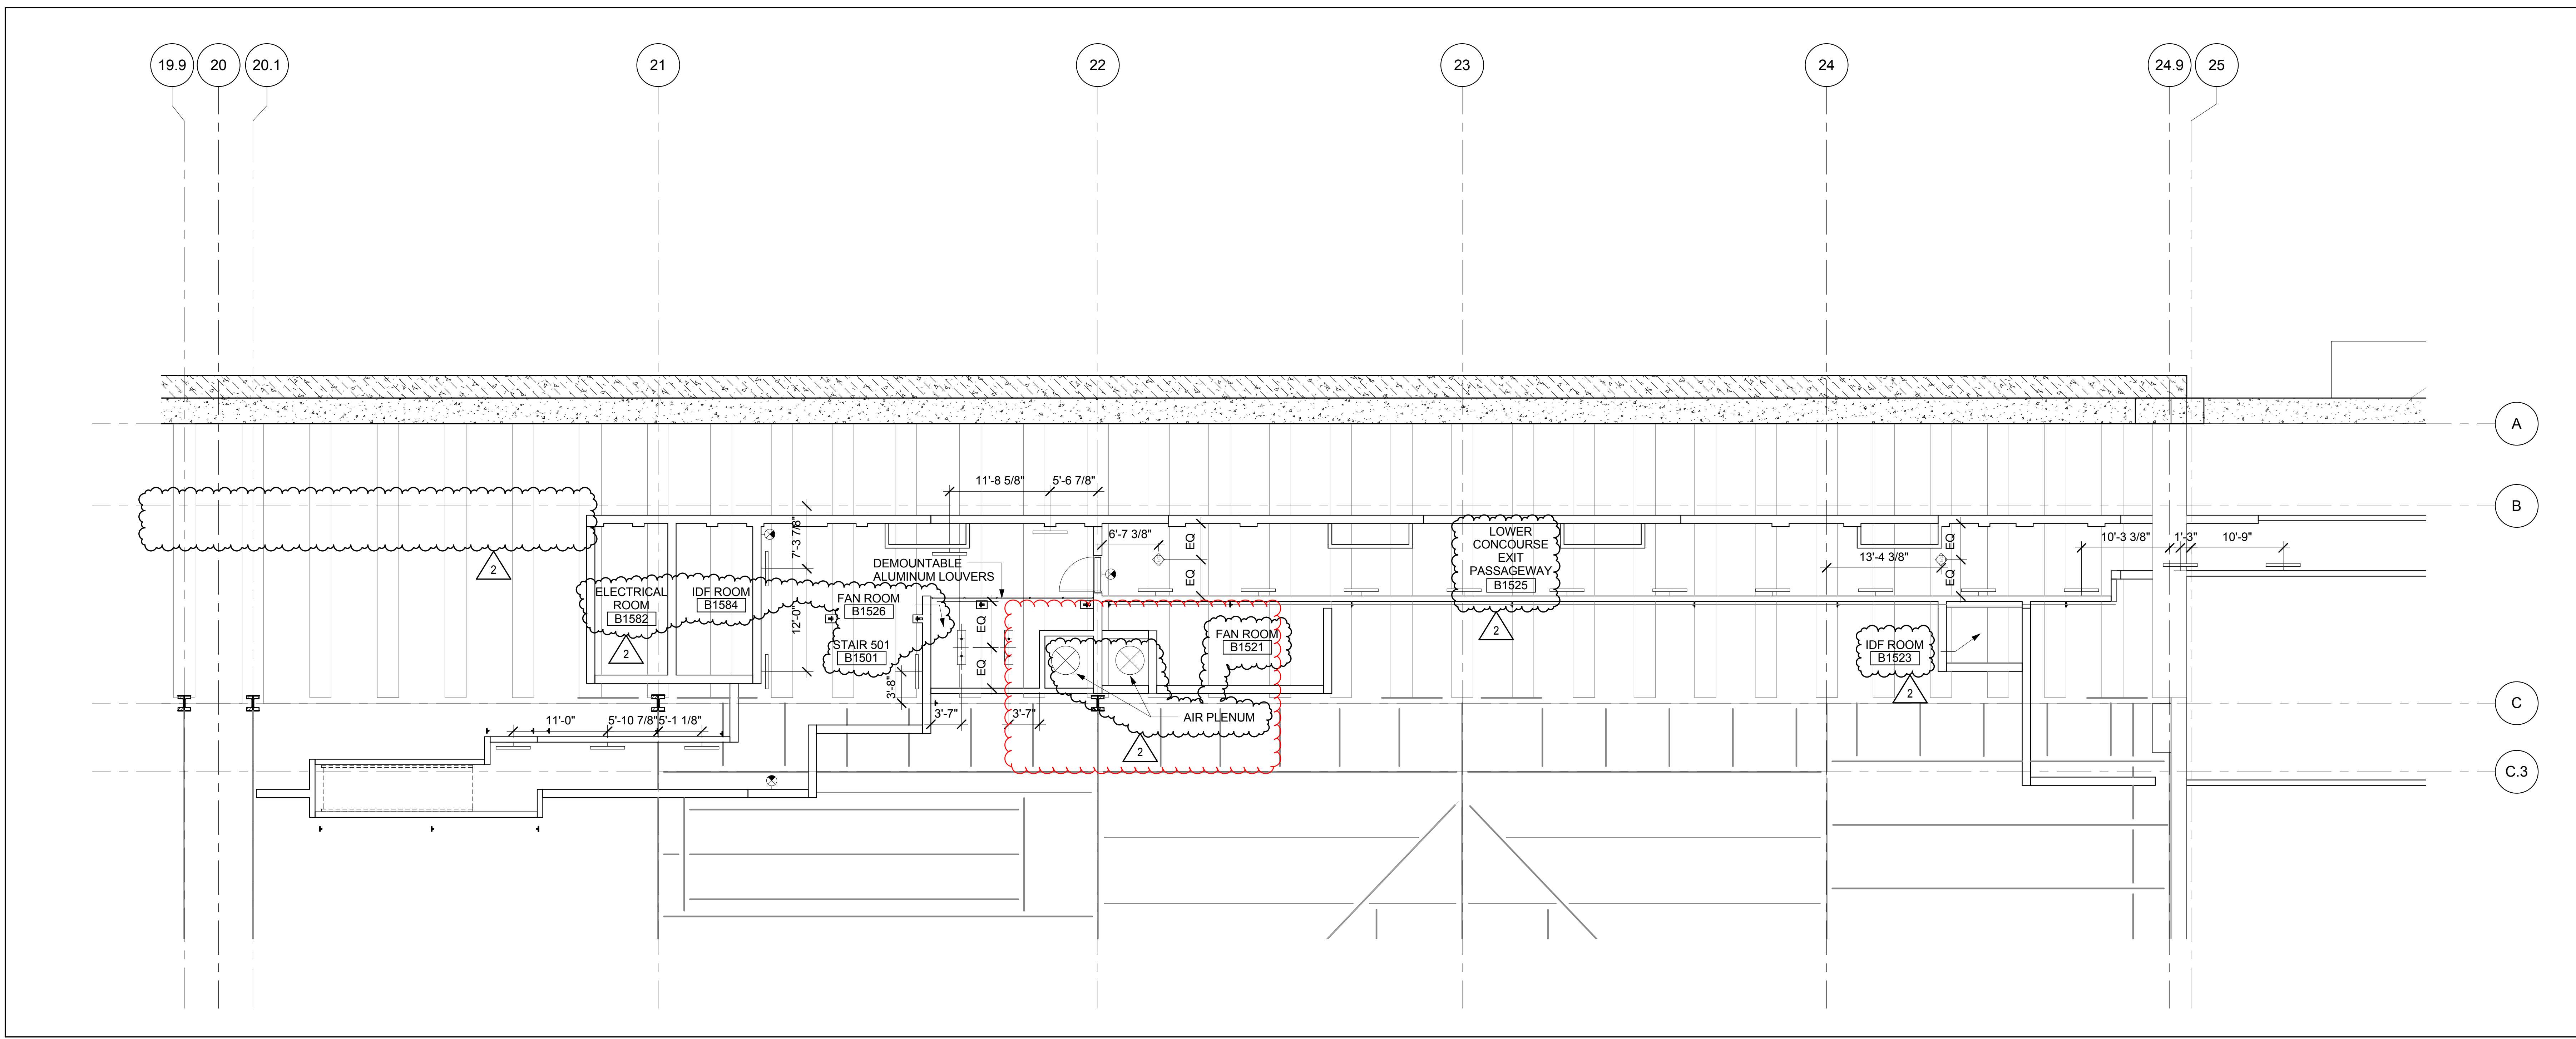 19.9
20
20.1
21
22
23
24
24.9
25
A
B
C
C.3
11'-8 5/8"
5'-6 7/8"
7'-3 7/8"
12'-0"
6'-7 3/8"
EQ
EQ
LOWER
CONCOURSE
EXIT
PASSAGEWAY
B1525
2
13'-4 3/8"
EQ
EQ
10'-3 3/8"
1'-3"
10'-9"
2
DEMOUNTABLE
ALUMINUM LOUVERS
ELECTRICAL
ROOM
B1582
2
IDF ROOM
B1584
FAN ROOM
B1526
STAIR 501
B1501
EQ
EQ
3'-8"
3'-7"
3'-7"
FAN ROOM
B1521
AIR PLENUM
2
IDF ROOM
B1523
2
11'-0"
5'-10 7/8"
5'-1 1/8"